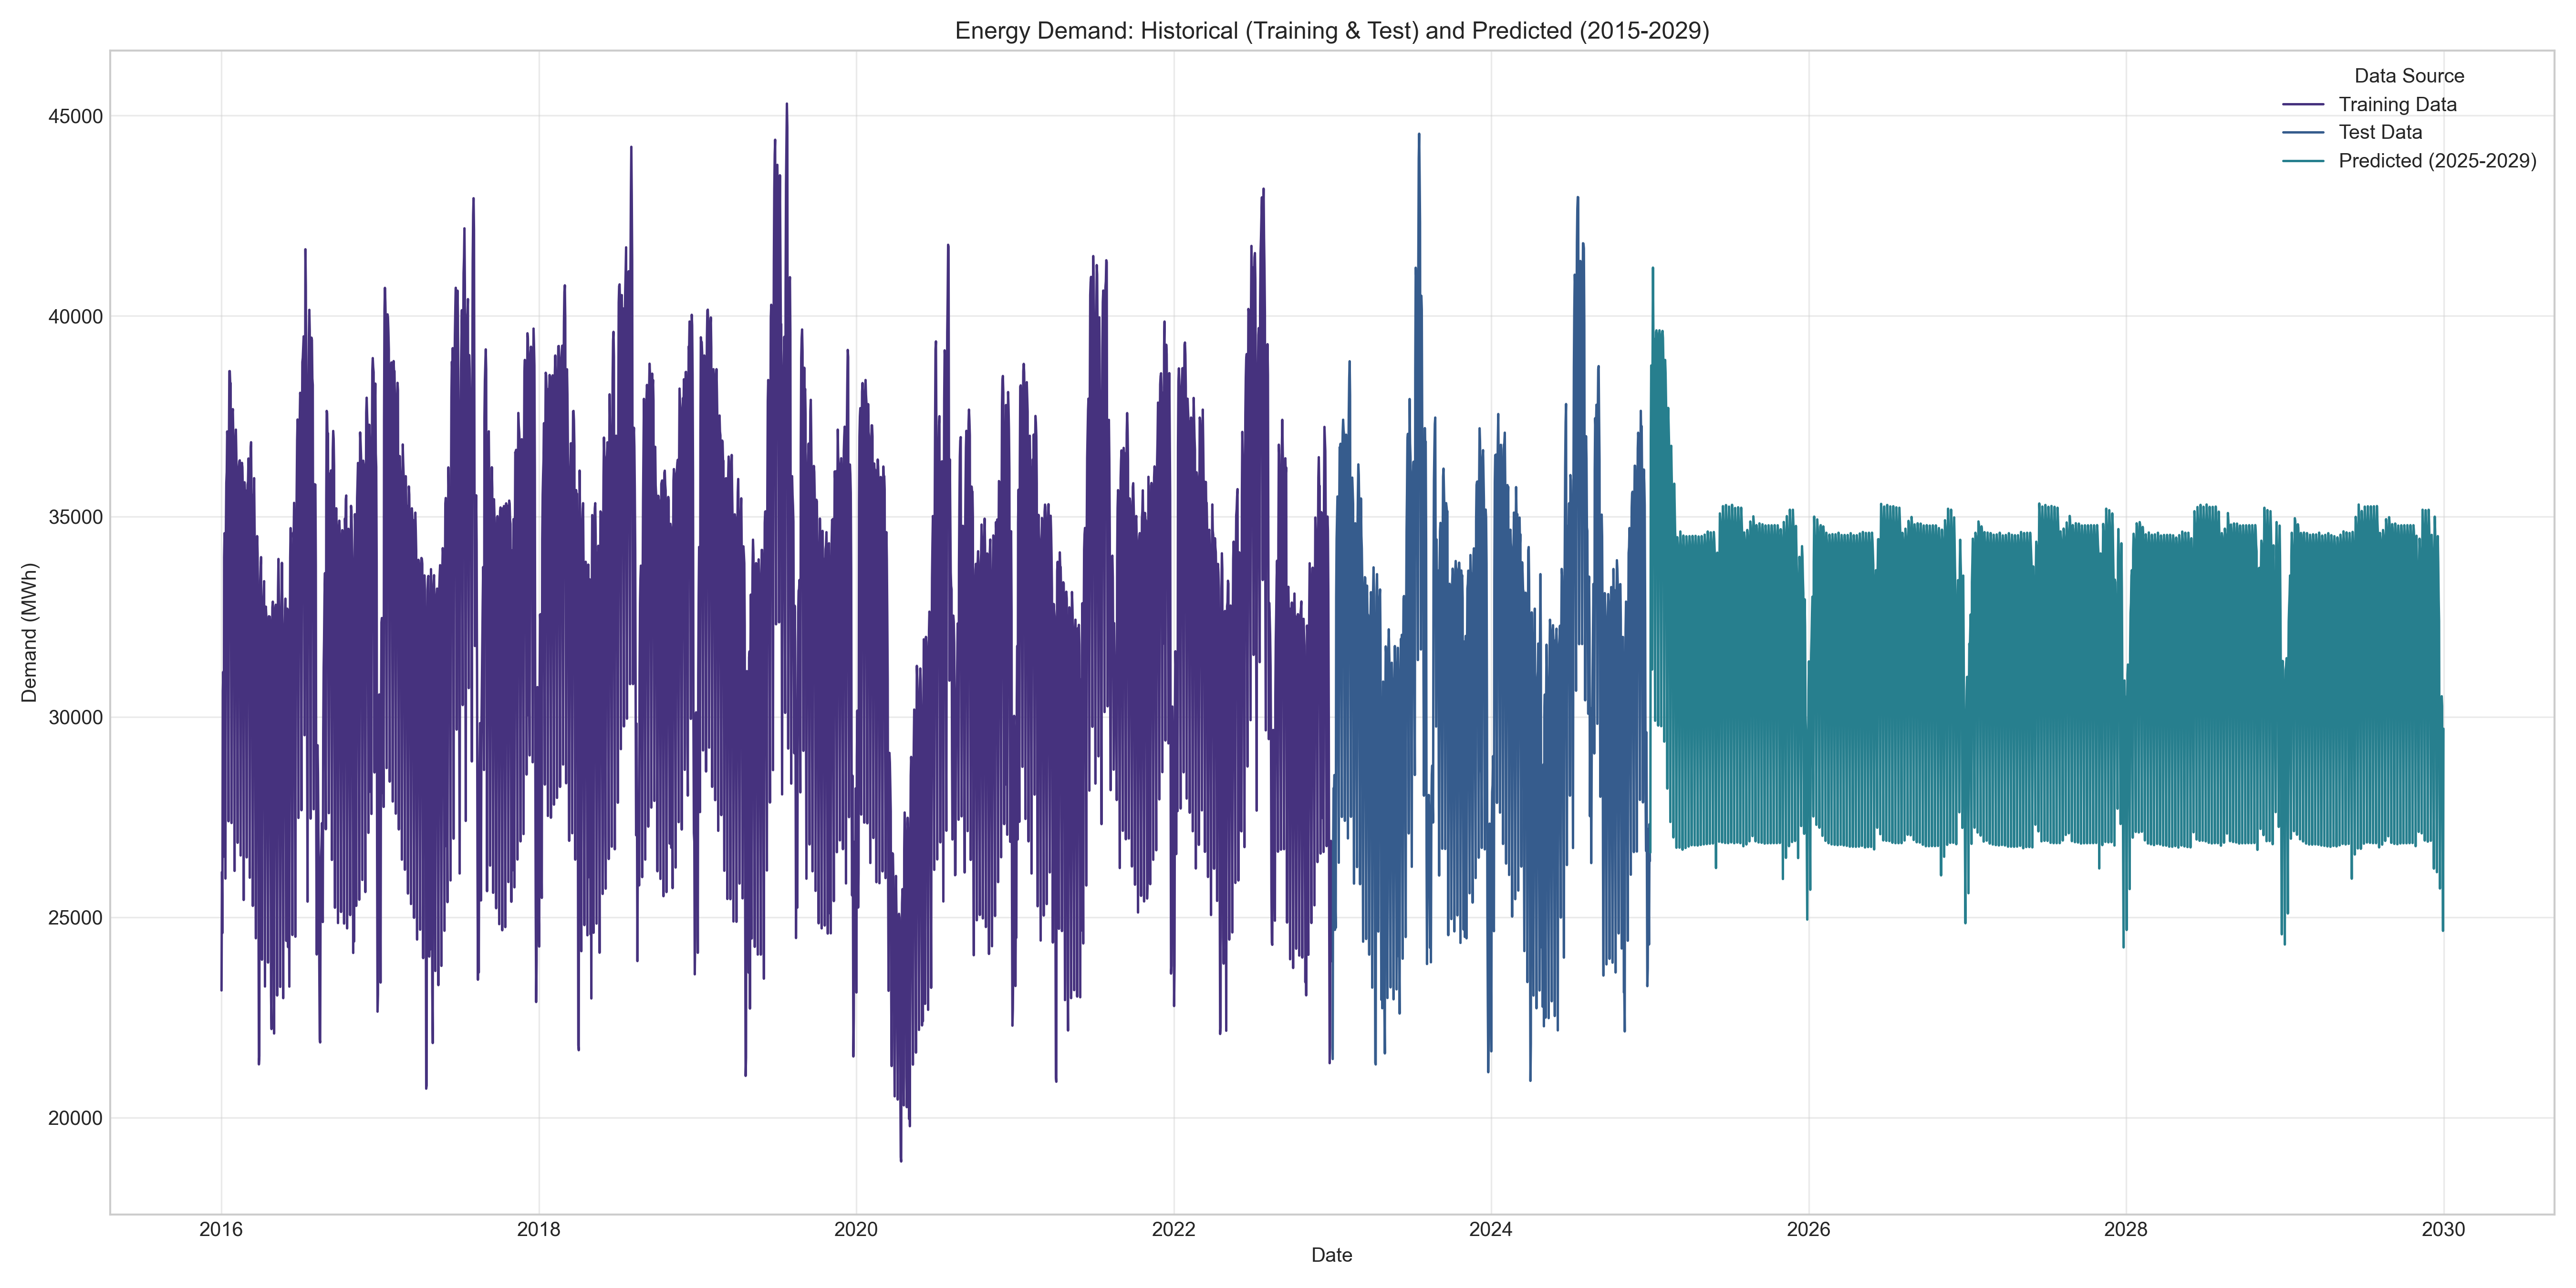 Energy Demand: Historical (Training & Test) and Predicted (2015-2029)
Data Source
Training Data
Test Data
Predicted (2025-2029)
45000
40000
35000
30000
25000
20000
Demand (MWh)
2016 2018 2020 2022 2024 2026 2028 2030
Date